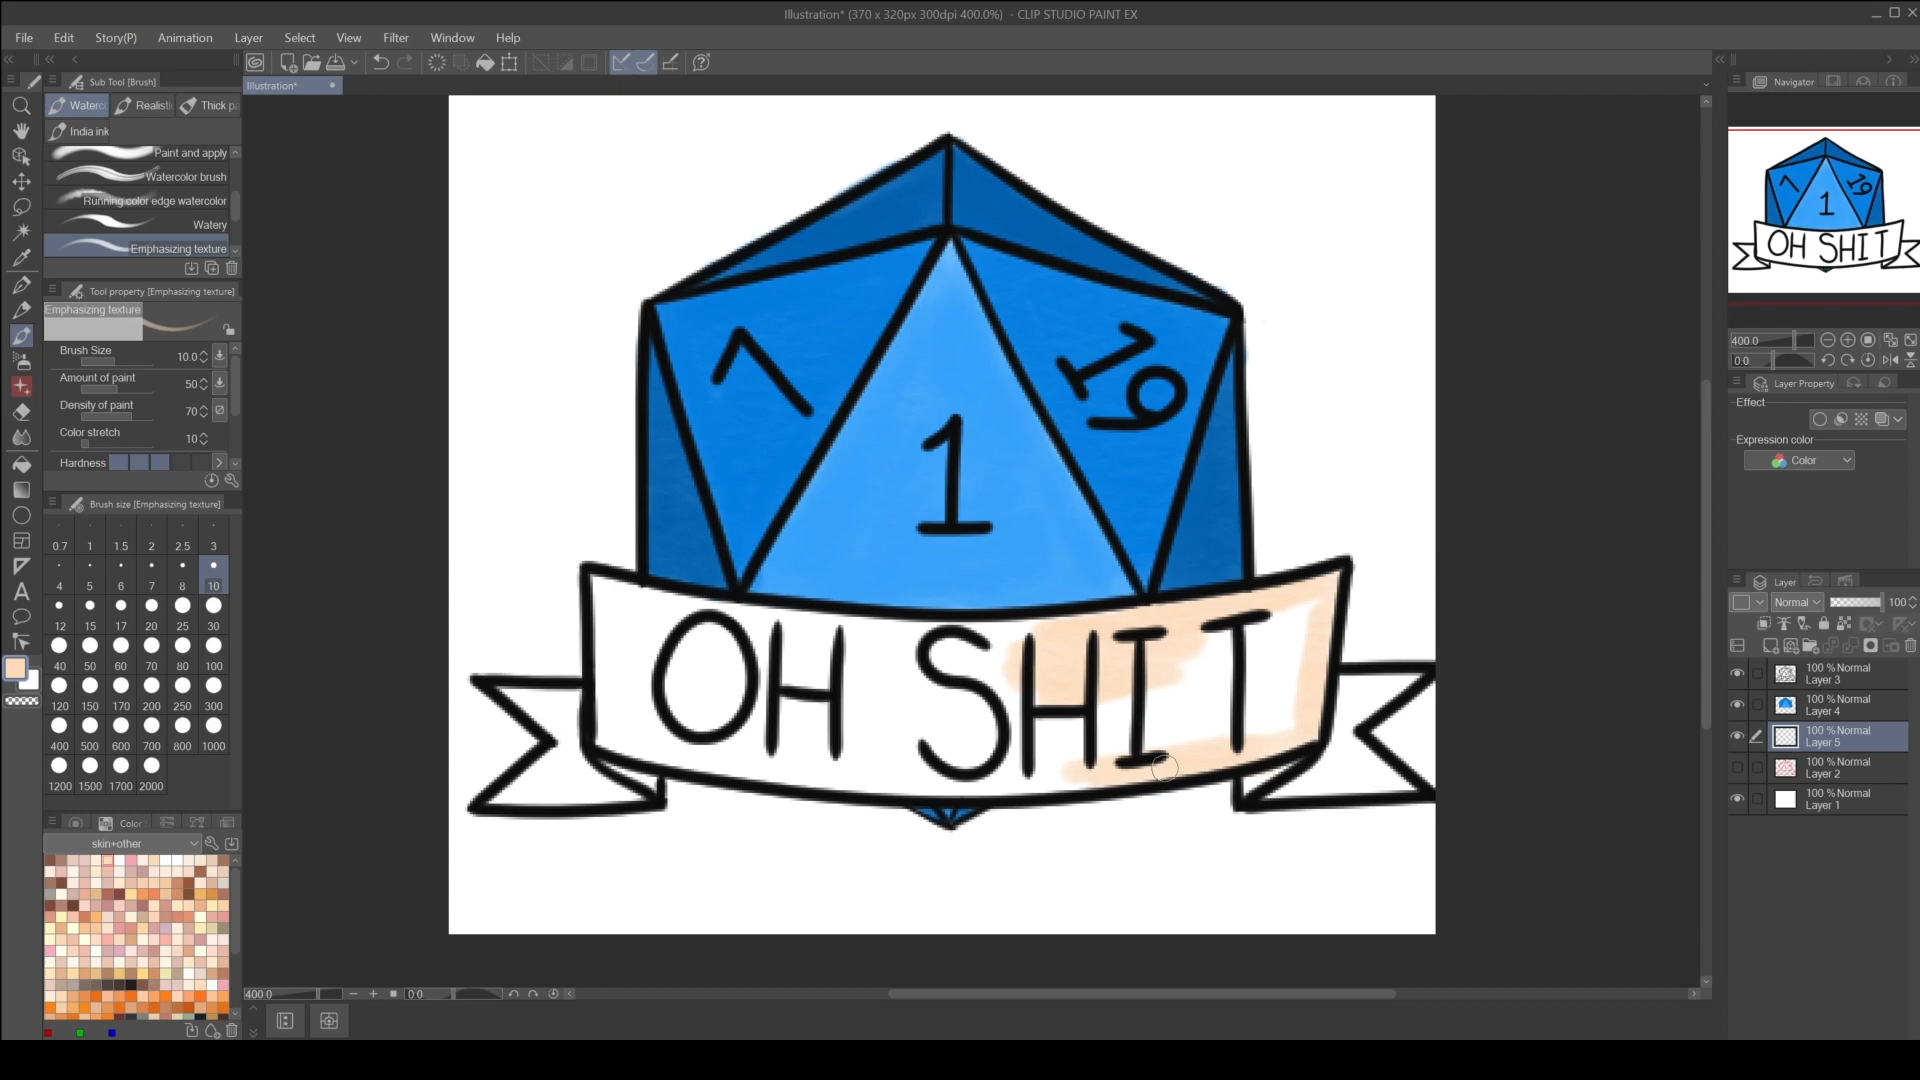 Illustration* (370 x 320px 300dpi 400.0%) - CLIP STUDIO PAINT EX
File Edit Story(P) Animation Layer Select View Filter Window Help
Sub Tool [Brush]
Illustration*
Realisti
Thick pa
India ink
Paint and apply
Watercolor brush
Running color edge watercolor
Watery
Emphasizing texture
Tool property [Emphasizing texture]
Emphasizing texture
Brush Size 10.0
Amount of paint 50
Density of paint 70
Color stretch 10
Hardness
Brush size [Emphasizing texture]
0.7 1 1.5 2 2.5 3
4 5 6 7 8 10
12 15 17 20 25 30
40 50 60 70 80 100
120 150 170 200 250 300
400 500 600 700 800 1000
1200 1500 1700 2000
Color
skin+other
7 1 19
OH SHIT
400.0 0.0
Navigator
7 1 19
OH SHIT
400.0
0.0
Layer Property
Effect
Expression color
Color
Layer
Normal 100
100 % Normal
Layer 3
100 % Normal
Layer 4
100 % Normal
Layer 5
100 % Normal
Layer 2
100 % Normal
Layer 1